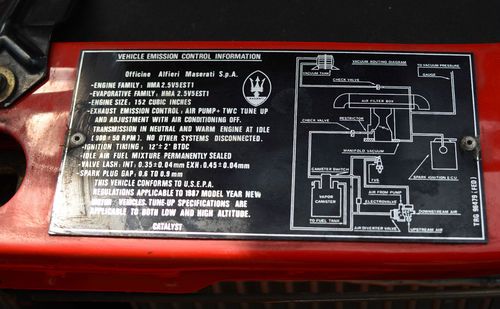 VEHICLE EMISSION CONTROL INFORMATION
Officine Alfieri Maserati S.p.A.
-ENGINE FAMILY: HMA 2.5V5EST1
-EVAPORATIVE FAMILY: HMA 2.5V5EST1
-ENGINE SIZE: 152 CUBIC INCHES
-EXHAUST EMISSION CONTROL: AIR PUMP+ TWC TUNE UP
AND ADJUSTMENT WITH AIR CONDITIONING OFF.
TRANSMISSION IN NEUTRAL AND WARM ENGINE AT IDLE
[900±50 RPM], NO OTHER SYSTEMS DISCONNECTED.
-IGNITION TIMING: 12°±2° BTDC
-IDLE AIR FUEL MIXTURE PERMANENTLY SEALED
-VALVE LASH: INT. 0.35±0.04mm EXH. 0.45±0.04mm
-SPARK PLUG GAP: 0.6 TO 0.9 mm
THIS VEHICLE CONFORMS TO U.S.E.P.A.
REGULATIONS APPLICABLE TO 1987 MODEL YEAR NEW
MOTOR VEHICLES. TUNE-UP SPECIFICATIONS ARE
APPLICABLE TO BOTH LOW AND HIGH ALTITUDE.
CATALYST
VACUUM ROUTING DIAGRAM
VACUUM TANK
TO VACUUM PRESSURE
GAUGE
CHECK VALVE
AIR FILTER BOX
CHECK VALVE
RESTRICTOR
MANIFOLD VACUUM
SPARK IGNITION E.C.U.
CANISTER SWITCH
TVS
VAPOR
CANISTER
AIR FROM PUMP
ELECTROVALVE
DOWNSTREAM AIR
TO FUEL TANK
AIR DIVERTER VALVE
UPSTREAM AIR